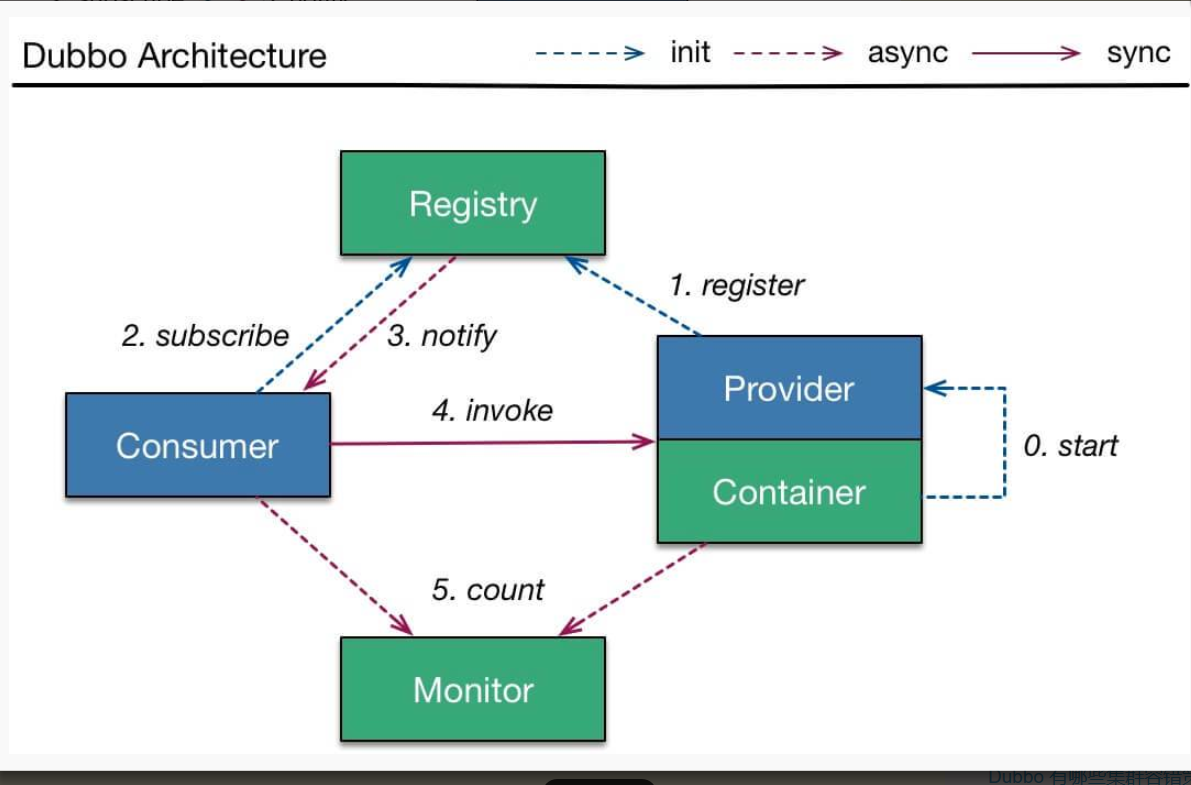 Dubbo Architecture
init
async
sync
Registry
1. register
2. subscribe
3. notify
Provider
4. invoke
Consumer
0. start
Container
5. count
Monitor
Dubbo 有哪些集群容错